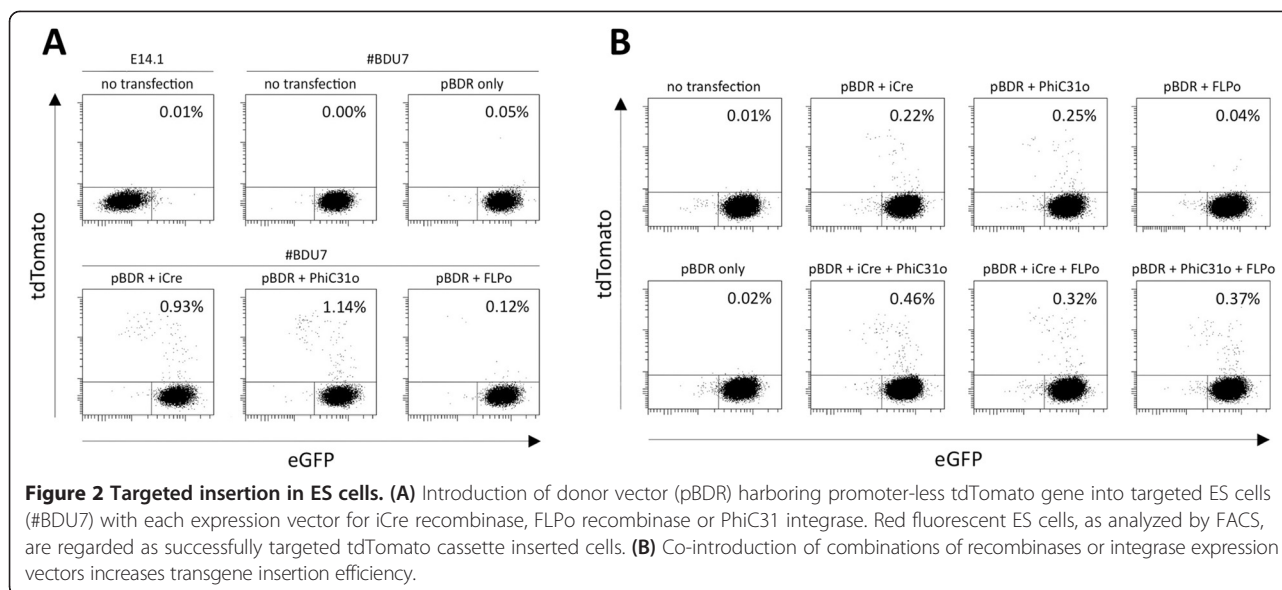 A
E14.1
#BDU7
no transfection
no transfection
pBDR only
0.01%
0.00%
0.05%
#BDU7
pBDR + iCre
pBDR + PhiC31o
pBDR + FLPo
0.93%
1.14%
0.12%
tdTomato
eGFP
B
no transfection
pBDR + iCre
pBDR + PhiC31o
pBDR + FLPo
0.01%
0.22%
0.25%
0.04%
pBDR only
pBDR + iCre + PhiC31o
pBDR + iCre + FLPo
pBDR + PhiC31o + FLPo
0.02%
0.46%
0.32%
0.37%
tdTomato
eGFP
Figure 2 Targeted insertion in ES cells. (A) Introduction of donor vector (pBDR) harboring promoter-less tdTomato gene into targeted ES cells
(#BDU7) with each expression vector for iCre recombinase, FLPo recombinase or PhiC31 integrase. Red fluorescent ES cells, as analyzed by FACS,
are regarded as successfully targeted tdTomato cassette inserted cells. (B) Co-introduction of combinations of recombinases or integrase expression
vectors increases transgene insertion efficiency.